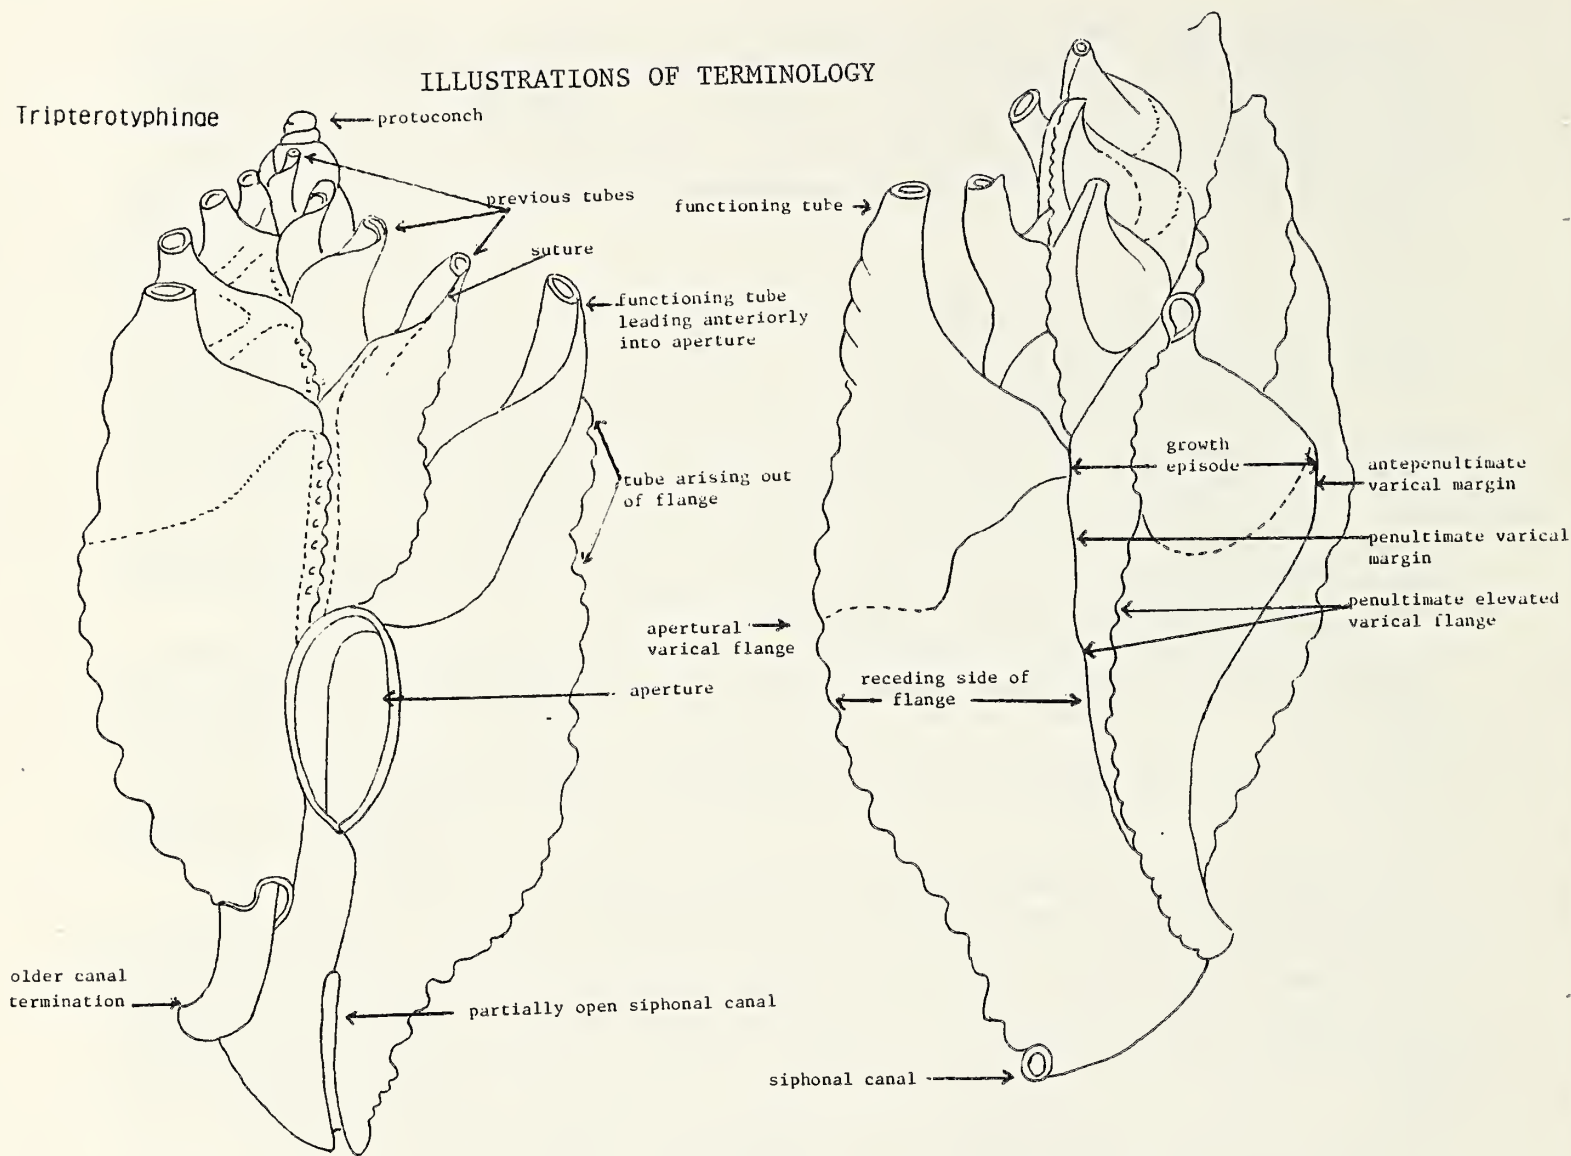 ILLUSTRATIONS OF TERMINOLOGY
Tripterotyphinae
protoconch
previous tubes
suture
functioning tube
leading anteriorly
into aperture
tube arising out
of flange
aperture
older canal
termination
partially open siphonal canal
functioning tube
growth
episode
antepenultimate
varical margin
penultimate varical
margin
penultimate elevated
varical flange
apertural
varical flange
receding side of
flange
siphonal canal